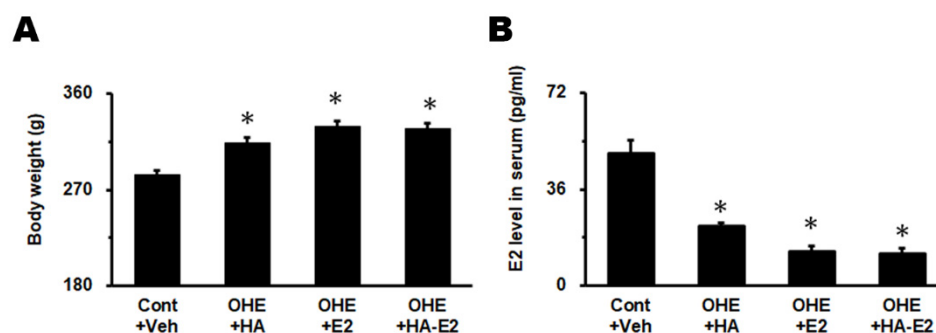 A
B
Body weight (g)
360
270
180
*
*
*
Cont
+Veh
OHE
+HA
OHE
+E2
OHE
+HA-E2
E2 level in serum (pg/ml)
72
36
0
*
*
*
Cont
+Veh
OHE
+HA
OHE
+E2
OHE
+HA-E2